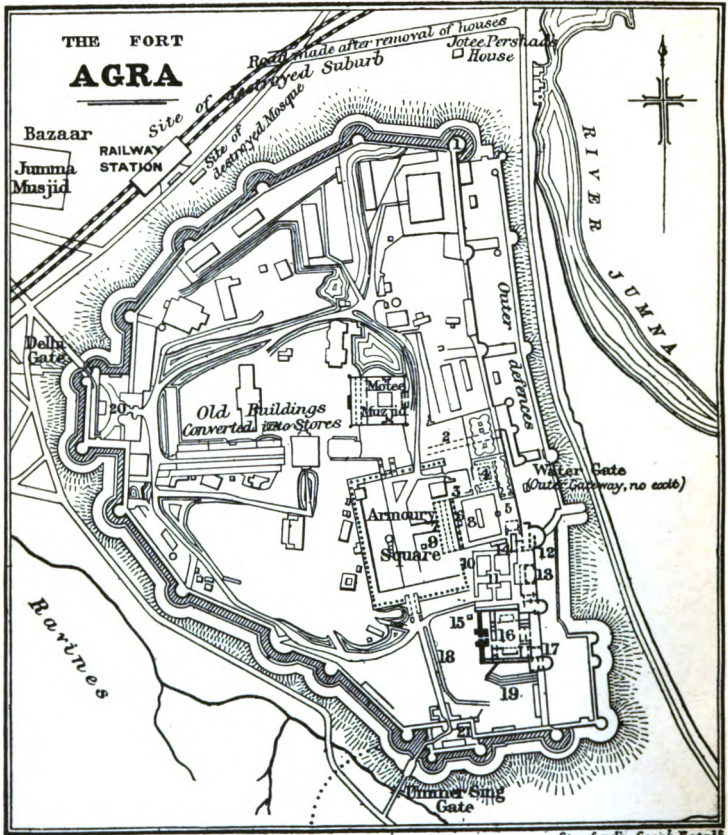 THE FORT
AGRA
Road made after removal of houses
Jotee Pershads
House
Site of destroyed Suburb
Site of
destroyed Mosque
Bazaar
RAILWAY
STATION
Jumma
Musjid
1
RIVER JUMNA
Outer defences
Delhi
Gate
20
Motee
Muzjid
Old Buildings
Converted into Stores
2
4
Water Gate
(Outer Gateway, no exit)
3
5
Armoury
Square
7
8
9
10
11
12
13
14
15
16
17
18
19
Ravines
21
Ummer Sing
Gate